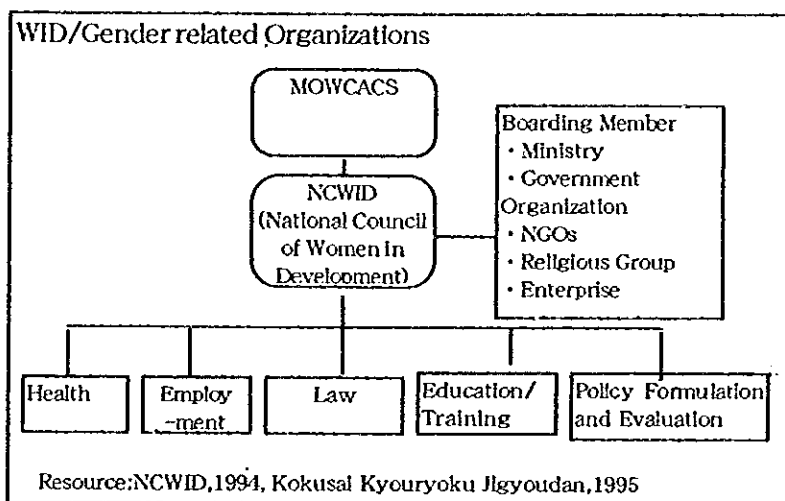 WID/Gender related Organizations
MOWCACS
NCWID
(National Council
of Women in
Development)
Boarding Member
・Ministry
・Government
Organization
・NGOs
・Religious Group
・Enterprise
Health
Employ
-ment
Law
Education/
Training
Policy Formulation
and Evaluation
Resource:NCWID,1994, Kokusai Kyouryoku Jigyoudan,1995